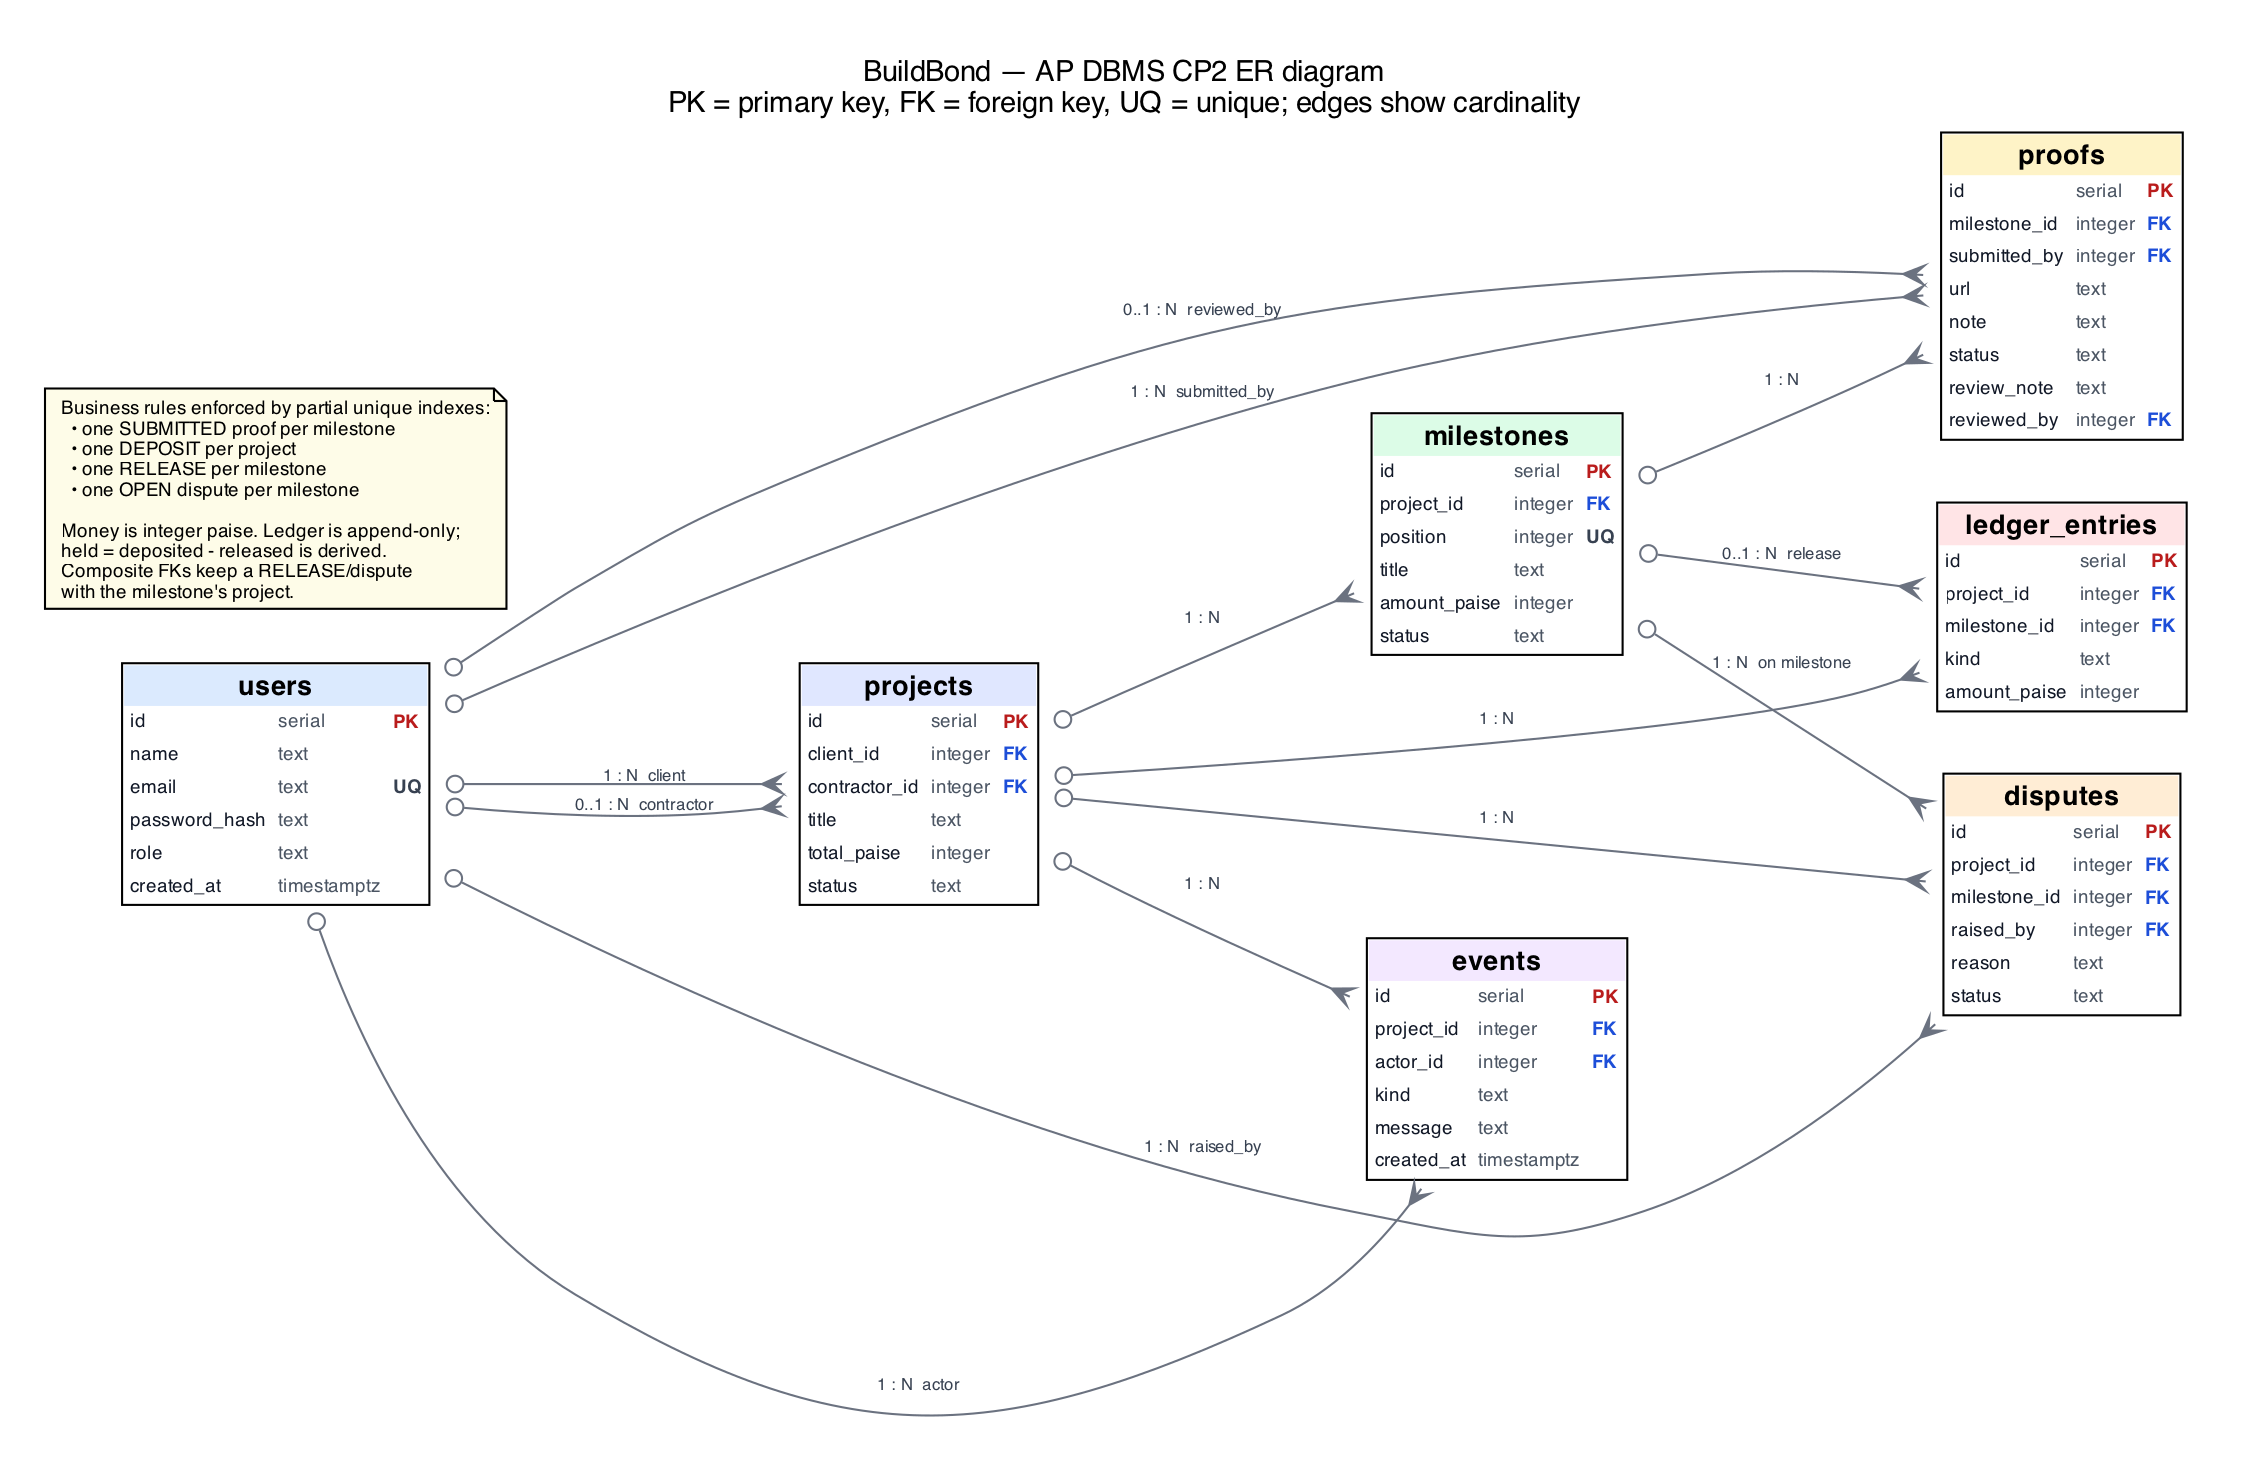 BuildBond — AP DBMS CP2 ER diagram
PK = primary key, FK = foreign key, UQ = unique; edges show cardinality
Business rules enforced by partial unique indexes:
• one SUBMITTED proof per milestone
• one DEPOSIT per project
• one RELEASE per milestone
• one OPEN dispute per milestone
Money is integer paise. Ledger is append-only;
held = deposited - released is derived.
Composite FKs keep a RELEASE/dispute
with the milestone's project.
users
id serial PK
name text
email text UQ
password_hash text
role text
created_at timestamptz
projects
id serial PK
client_id integer FK
contractor_id integer FK
title text
total_paise integer
status text
milestones
id serial PK
project_id integer FK
position integer UQ
title text
amount_paise integer
status text
events
id serial PK
project_id integer FK
actor_id integer FK
kind text
message text
created_at timestamptz
proofs
id serial PK
milestone_id integer FK
submitted_by integer FK
url text
note text
status text
review_note text
reviewed_by integer FK
ledger_entries
id serial PK
project_id integer FK
milestone_id integer FK
kind text
amount_paise integer
disputes
id serial PK
project_id integer FK
milestone_id integer FK
raised_by integer FK
reason text
status text
0..1 : N reviewed_by
1 : N submitted_by
1 : N client
0..1 : N contractor
1 : N
1 : N
0..1 : N release
1 : N on milestone
1 : N
1 : N
1 : N
1 : N raised_by
1 : N actor